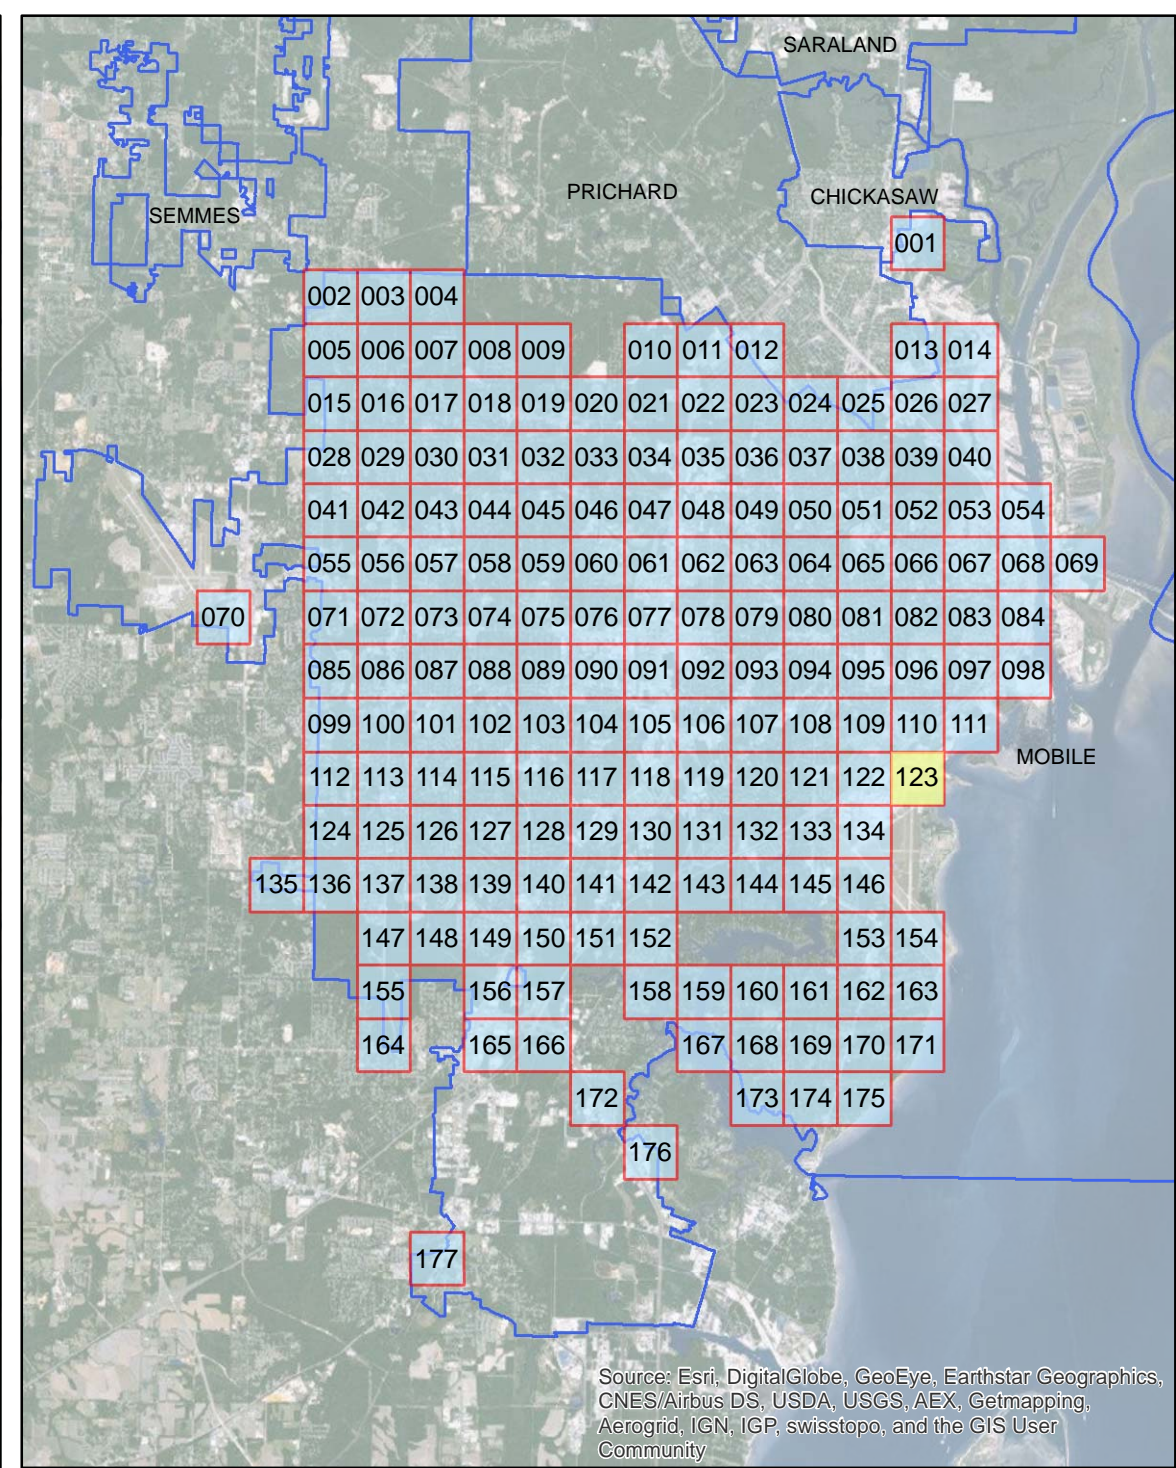 SARALAND
PRICHARD
CHICKASAW
SEMMES
001
002 003 004
005 006 007 008 009 010 011 012 013 014
015 016 017 018 019 020 021 022 023 024 025 026 027
028 029 030 031 032 033 034 035 036 037 038 039 040
041 042 043 044 045 046 047 048 049 050 051 052 053 054
055 056 057 058 059 060 061 062 063 064 065 066 067 068 069
070 071 072 073 074 075 076 077 078 079 080 081 082 083 084
085 086 087 088 089 090 091 092 093 094 095 096 097 098
099 100 101 102 103 104 105 106 107 108 109 110 111
MOBILE
112 113 114 115 116 117 118 119 120 121 122 123
124 125 126 127 128 129 130 131 132 133 134
135 136 137 138 139 140 141 142 143 144 145 146
147 148 149 150 151 152 153 154
155 156 157 158 159 160 161 162 163
164 165 166 167 168 169 170 171
172 173 174 175
176
177
Source: Esri, DigitalGlobe, GeoEye, Earthstar Geographics,
CNES/Airbus DS, USDA, USGS, AEX, Getmapping,
Aerogrid, IGN, IGP, swisstopo, and the GIS User
Community